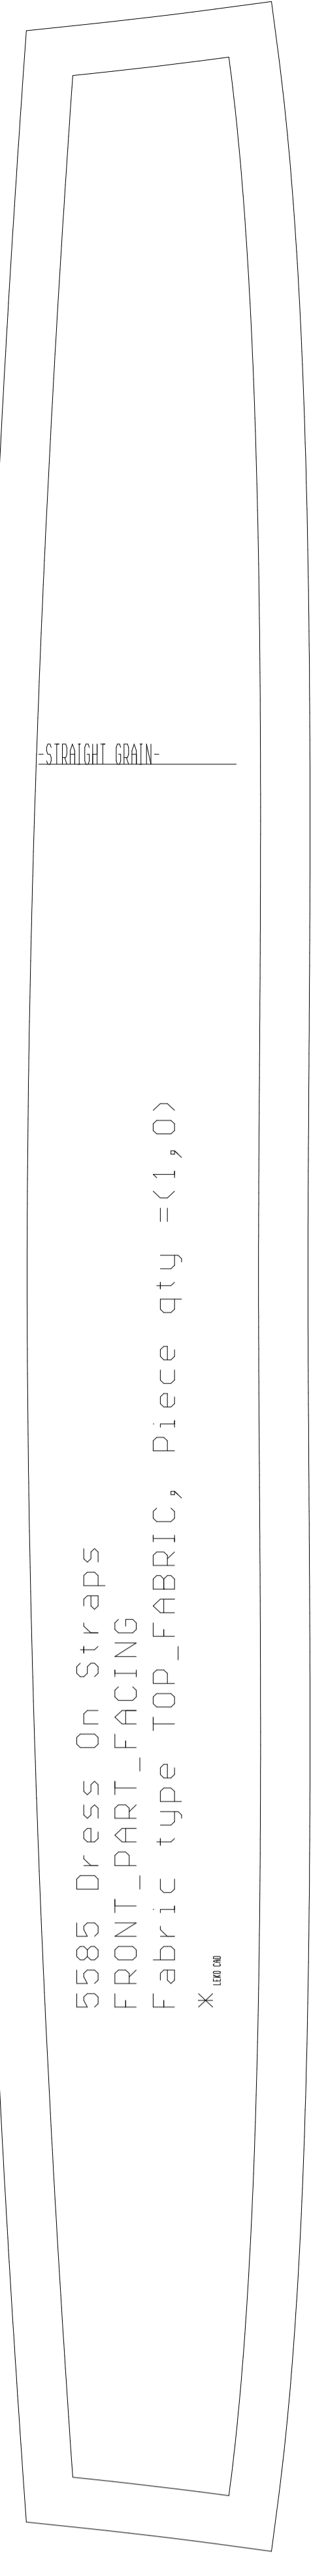 -STRAIGHT GRAIN-
5585 Dress On Straps
FRONT_PART_FACING
Fabric type TOP_FABRIC, Piece qty =(1,0)
* LEKO CAD